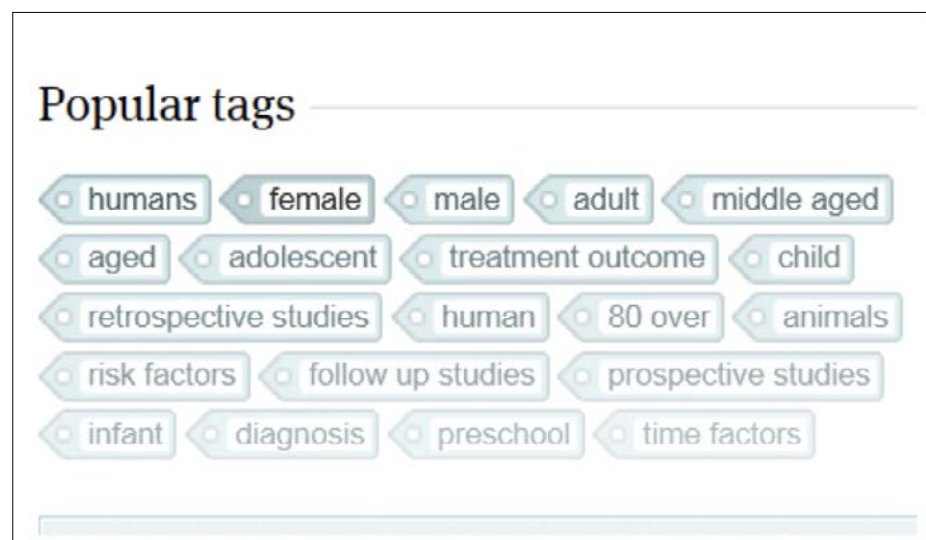 Popular tags
humans female male adult middle aged
aged adolescent treatment outcome child
retrospective studies human 80 over animals
risk factors follow up studies prospective studies
infant diagnosis preschool time factors